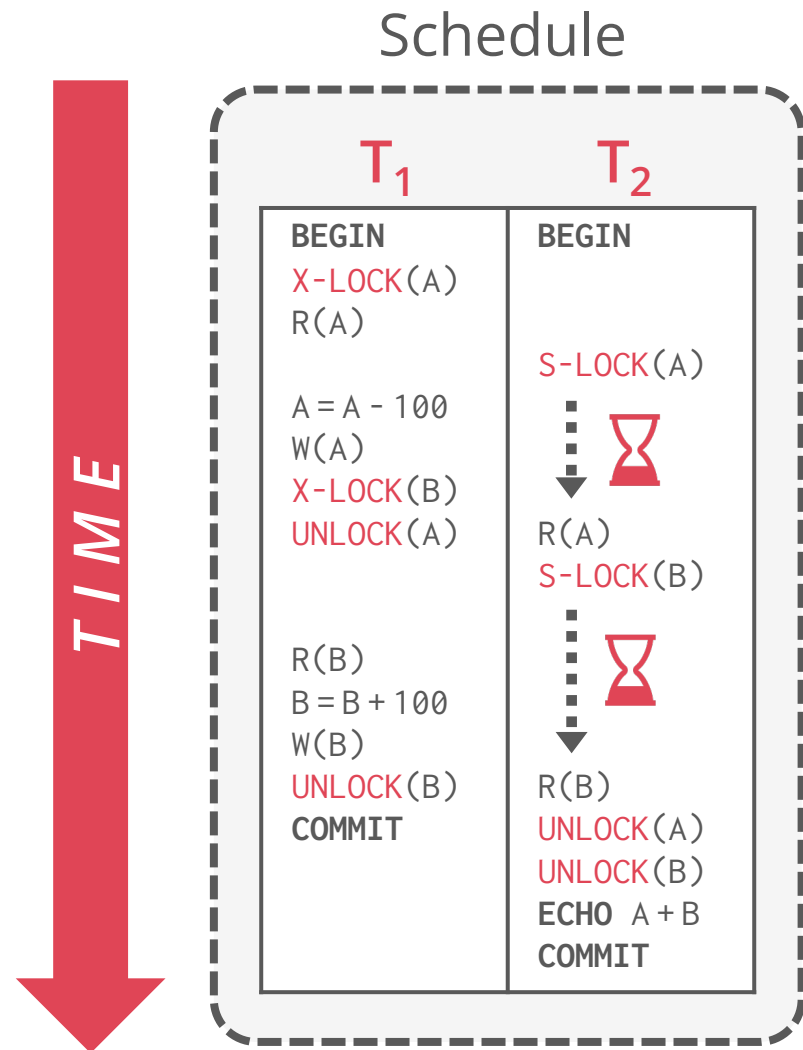 Schedule
TIME
T1
T2
BEGIN
X-LOCK(A)
R(A)
A=A-100
W(A)
X-LOCK(B)
UNLOCK(A)
R(B)
B=B+100
W(B)
UNLOCK(B)
COMMIT
BEGIN
S-LOCK(A)
R(A)
S-LOCK(B)
R(B)
UNLOCK(A)
UNLOCK(B)
ECHO A+B
COMMIT